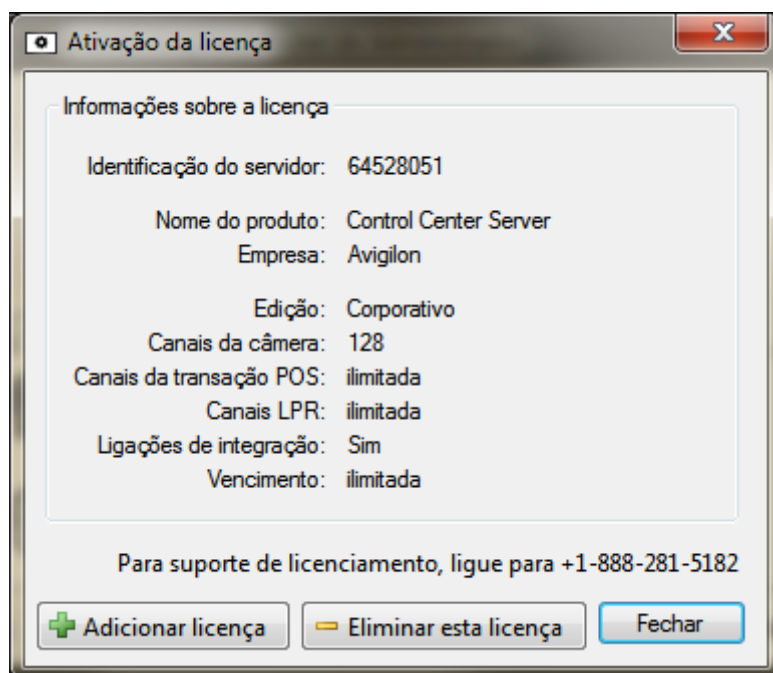 Ativação da licença
Informações sobre a licença
Identificação do servidor: 64528051
Nome do produto: Control Center Server
Empresa: Avigilon
Edição: Corporativo
Canais da câmera: 128
Canais da transação POS: ilimitada
Canais LPR: ilimitada
Ligações de integração: Sim
Vencimento: ilimitada
Para suporte de licenciamento, ligue para +1-888-281-5182
Adicionar licença Eliminar esta licença Fechar